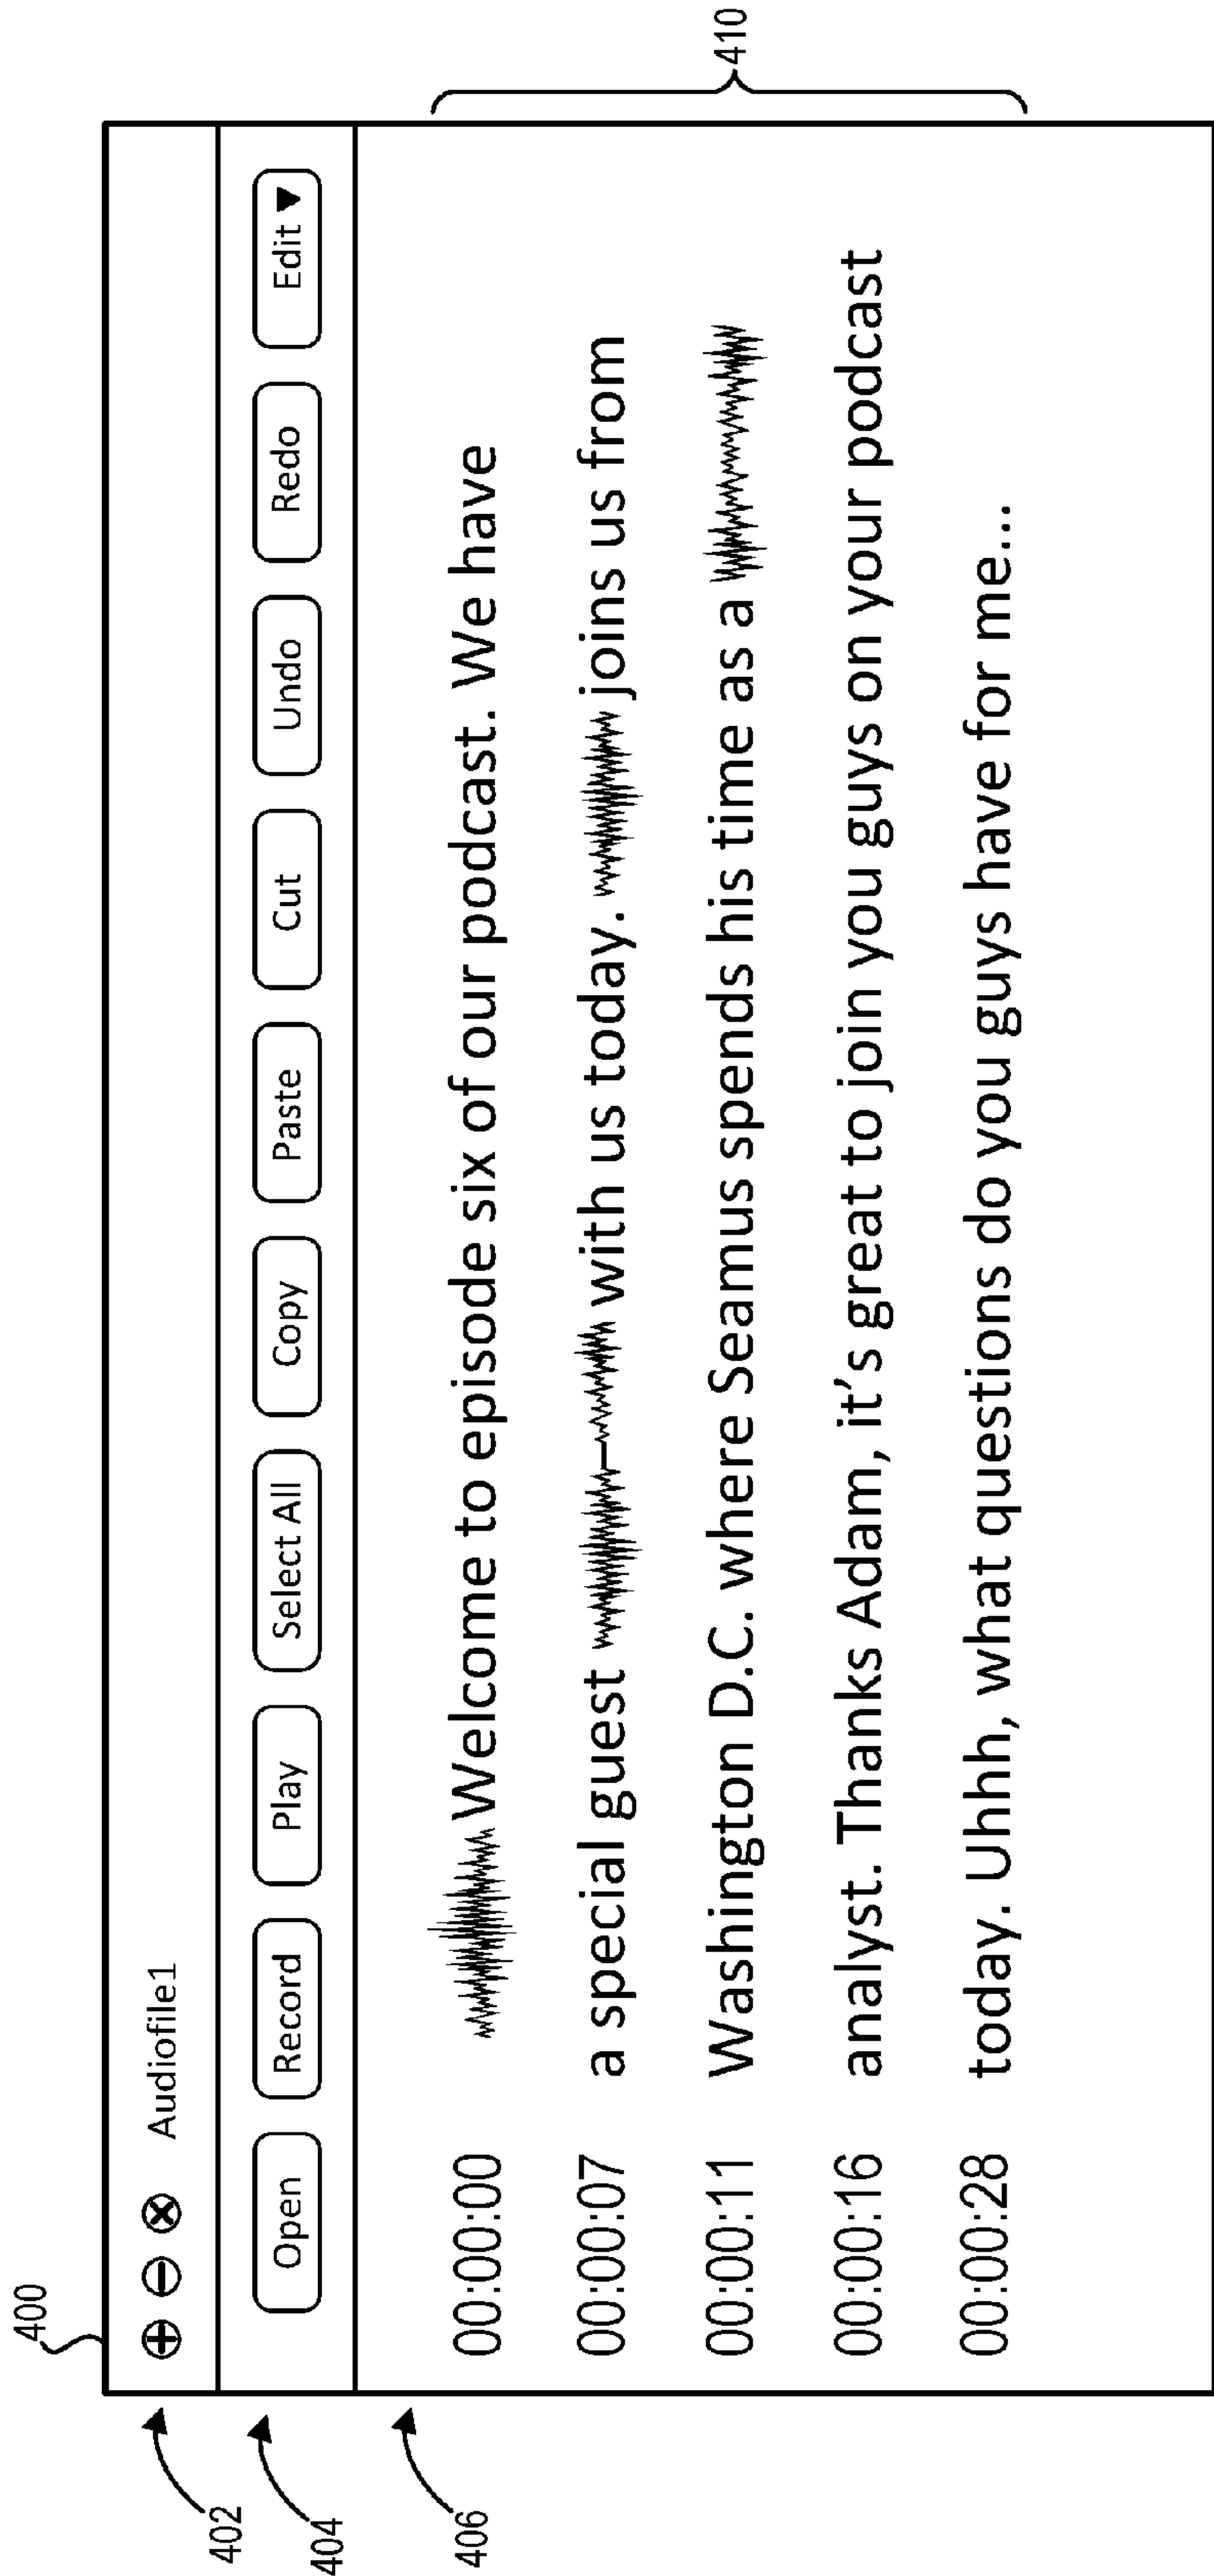 400
402
Audiofile1
404
Open Record Play Select All Copy Paste Cut Undo Redo Edit ▼
406
00:00:00 Welcome to episode six of our podcast. We have
00:00:07 a special guest with us today. joins us from
00:00:11 Washington D.C. where Seamus spends his time as a
00:00:16 analyst. Thanks Adam, it's great to join you guys on your podcast
00:00:28 today. Uhhh, what questions do you guys have for me...
410